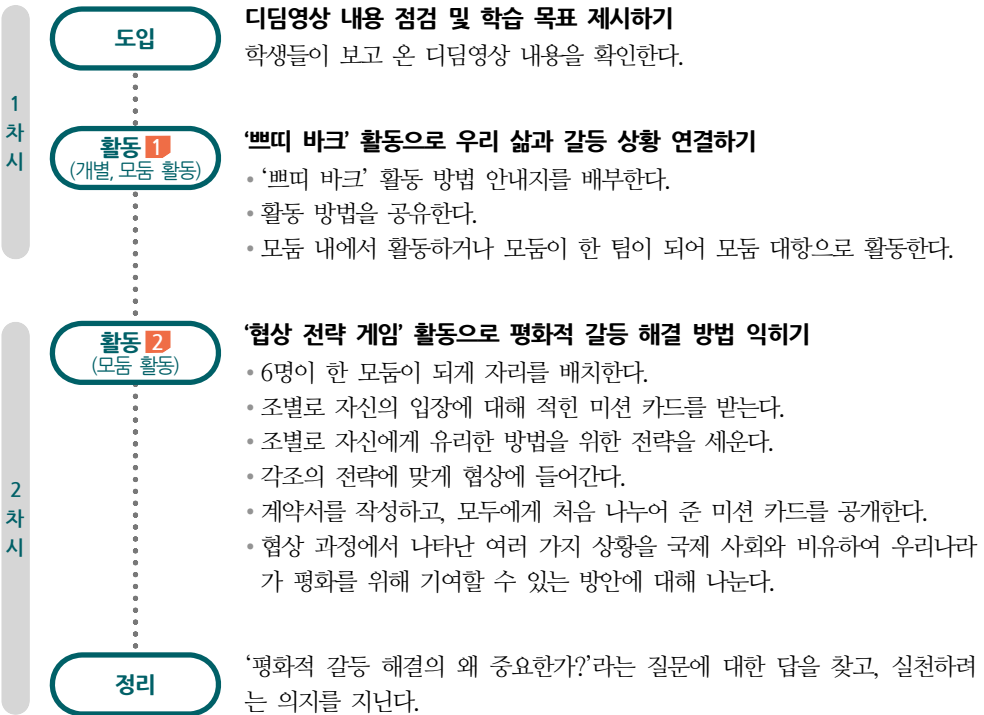 1
차
시
도입
디딤영상 내용 점검 및 학습 목표 제시하기
학생들이 보고 온 디딤영상 내용을 확인한다.
활동 1
(개별, 모둠 활동)
‘쁘띠 바크’ 활동으로 우리 삶과 갈등 상황 연결하기
• ‘쁘띠 바크’ 활동 방법 안내지를 배부한다.
• 활동 방법을 공유한다.
• 모둠 내에서 활동하거나 모둠이 한 팀이 되어 모둠 대항으로 활동한다.
2
차
시
활동 2
(모둠 활동)
‘협상 전략 게임’ 활동으로 평화적 갈등 해결 방법 익히기
• 6명이 한 모둠이 되게 자리를 배치한다.
• 조별로 자신의 입장에 대해 적힌 미션 카드를 받는다.
• 조별로 자신에게 유리한 방법을 위한 전략을 세운다.
• 각조의 전략에 맞게 협상에 들어간다.
• 계약서를 작성하고, 모두에게 처음 나누어 준 미션 카드를 공개한다.
• 협상 과정에서 나타난 여러 가지 상황을 국제 사회와 비유하여 우리나라
가 평화를 위해 기여할 수 있는 방안에 대해 나눈다.
정리
‘평화적 갈등 해결의 왜 중요한가?’라는 질문에 대한 답을 찾고, 실천하려
는 의지를 지닌다.